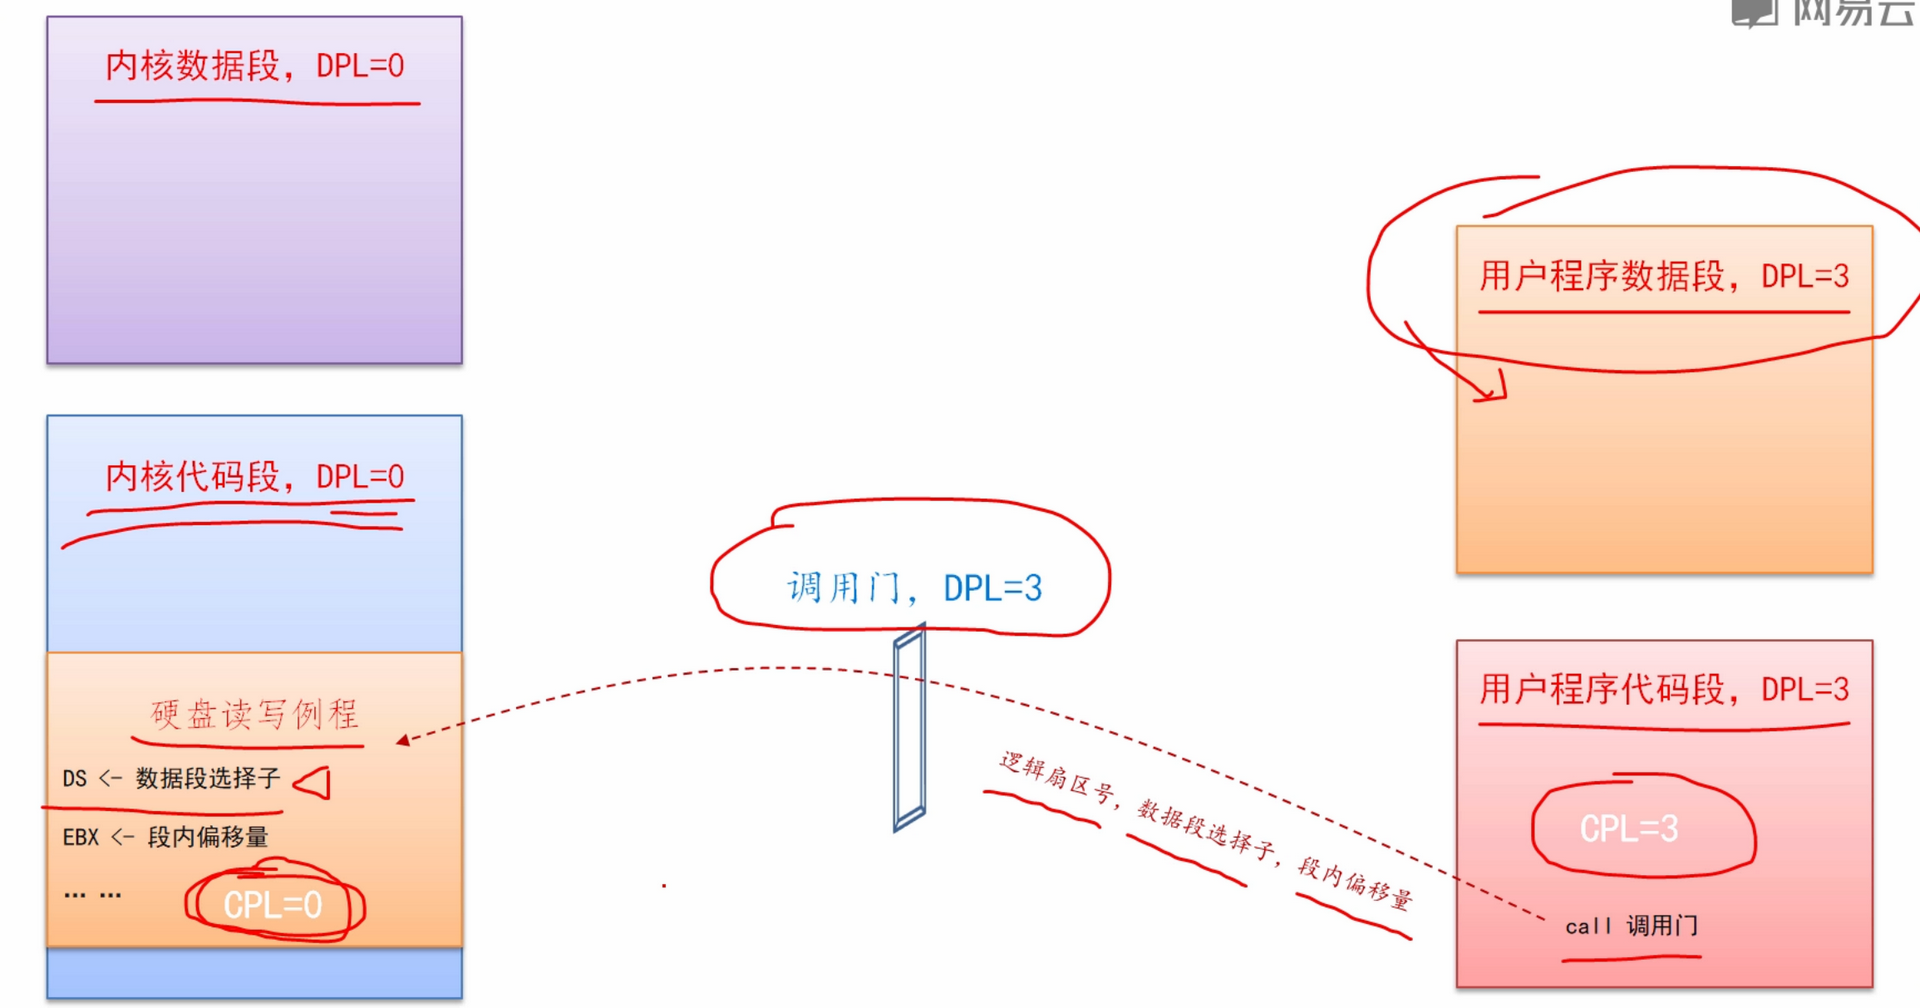 网易云
内核数据段，DPL=0
用户程序数据段，DPL=3
内核代码段，DPL=0
调用门，DPL=3
硬盘读写例程
DS <- 数据段选择子
EBX <- 段内偏移量
... ...
CPL=0
逻辑扇区号，数据段选择子，段内偏移量
用户程序代码段，DPL=3
CPL=3
call 调用门